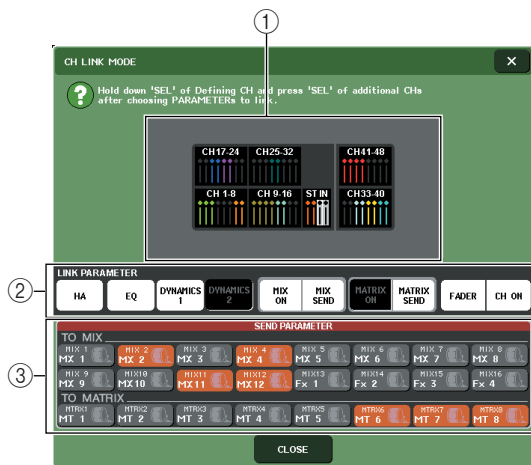 1
CH LINK MODE
×
? Hold down 'SEL' of Defining CH and press 'SEL' of additional CHs
after choosing PARAMETERs to link.
CH17-24 CH25-32 CH41-48
CH 1-8 CH 9-16 ST IN CH33-40
2
LINK PARAMETER
HA EQ DYNAMICS 1 DYNAMICS 2 MIX ON MIX SEND MATRIX ON MATRIX SEND FADER CH ON
3
SEND PARAMETER
TO MIX
MIX 1 MIX 2 MIX 3 MIX 4 MIX 5 MIX 6 MIX 7 MIX 8
MX 1 MX 2 MX 3 MX 4 MX 5 MX 6 MX 7 MX 8
MIX 9 MIX10 MIX11 MIX12 MIX13 MIX14 MIX15 MIX16
MX 9 MX10 MX11 MX12 Fx 1 Fx 2 Fx 3 Fx 4
TO MATRIX
MTRX1 MTRX2 MTRX3 MTRX4 MTRX5 MTRX6 MTRX7 MTRX8
MT 1 MT 2 MT 3 MT 4 MT 5 MT 6 MT 7 MT 8
CLOSE